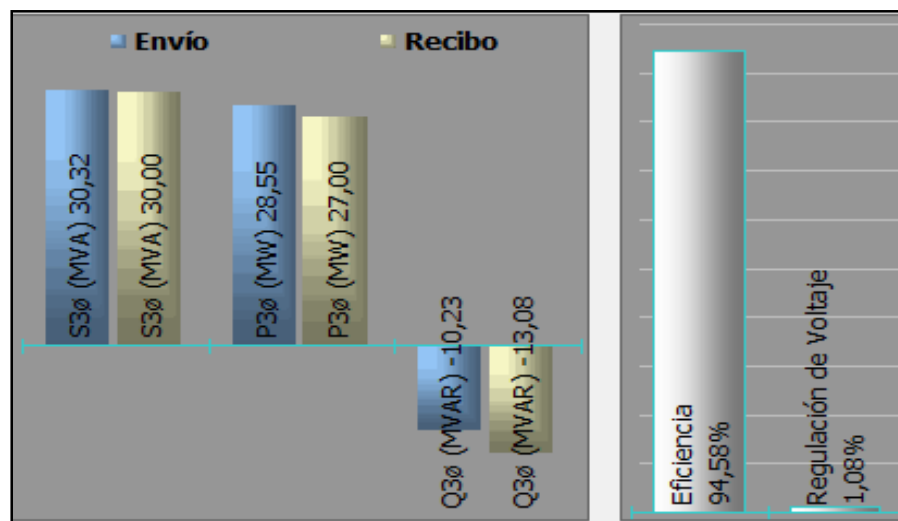 Envío
Recibo
S3ø (MVA) 30,32
S3ø (MVA) 30,00
P3ø (MW) 28,55
P3ø (MW) 27,00
Q3ø (MVAR) -10,23
Q3ø (MVAR) -13,08
Eficiencia
94,58%
Regulación de Voltaje
1,08%